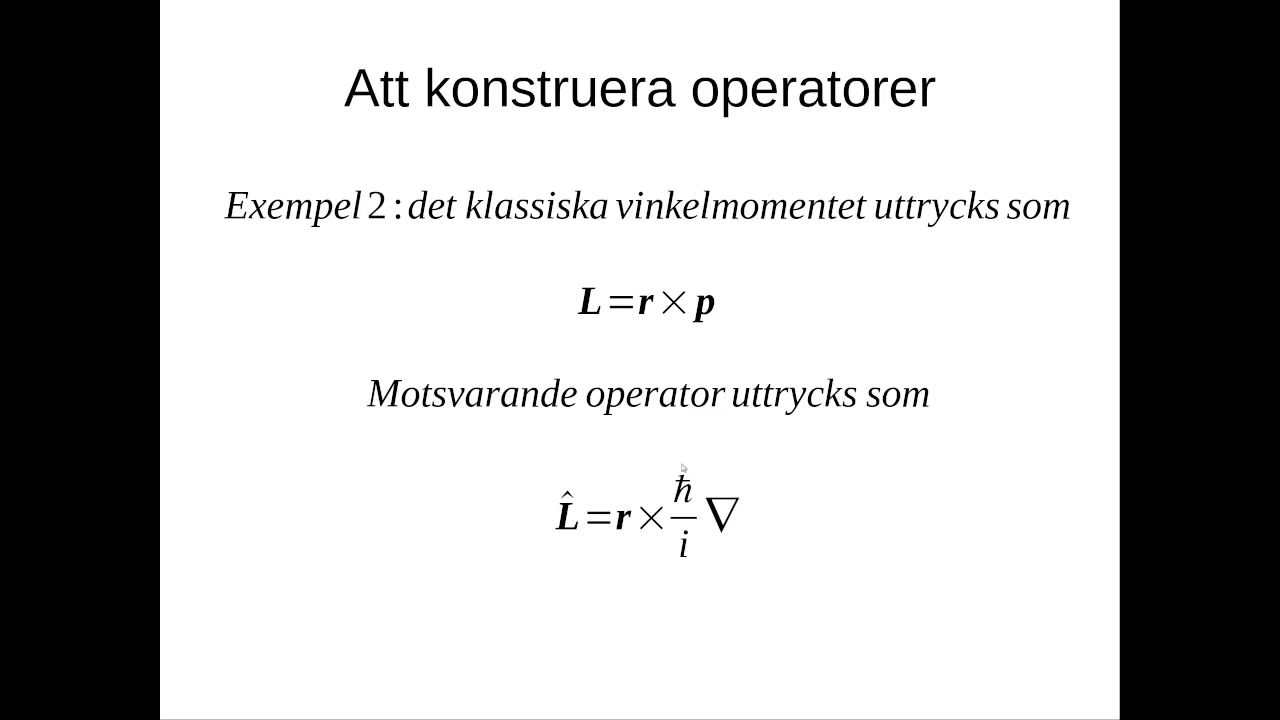 Att konstruera operatorer
Exempel 2 : det klassiska vinkelmomentet uttrycks som
L = r × p
Motsvarande operator uttrycks som
L̂ = r × ħ/i ∇